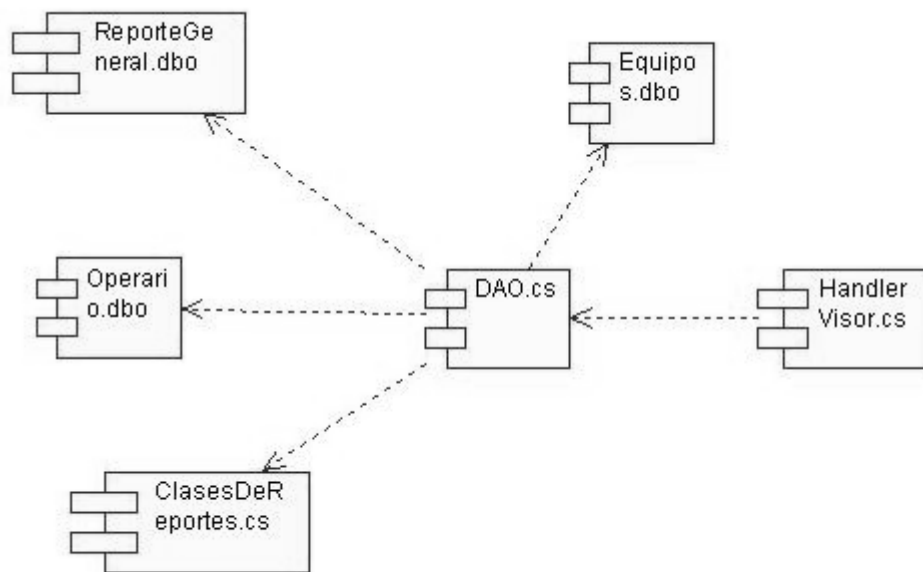 ReporteGe
neral.dbo
Equipo
s.dbo
Operari
o.dbo
DAO.cs
Handler
Visor.cs
ClasesDeR
eportes.cs